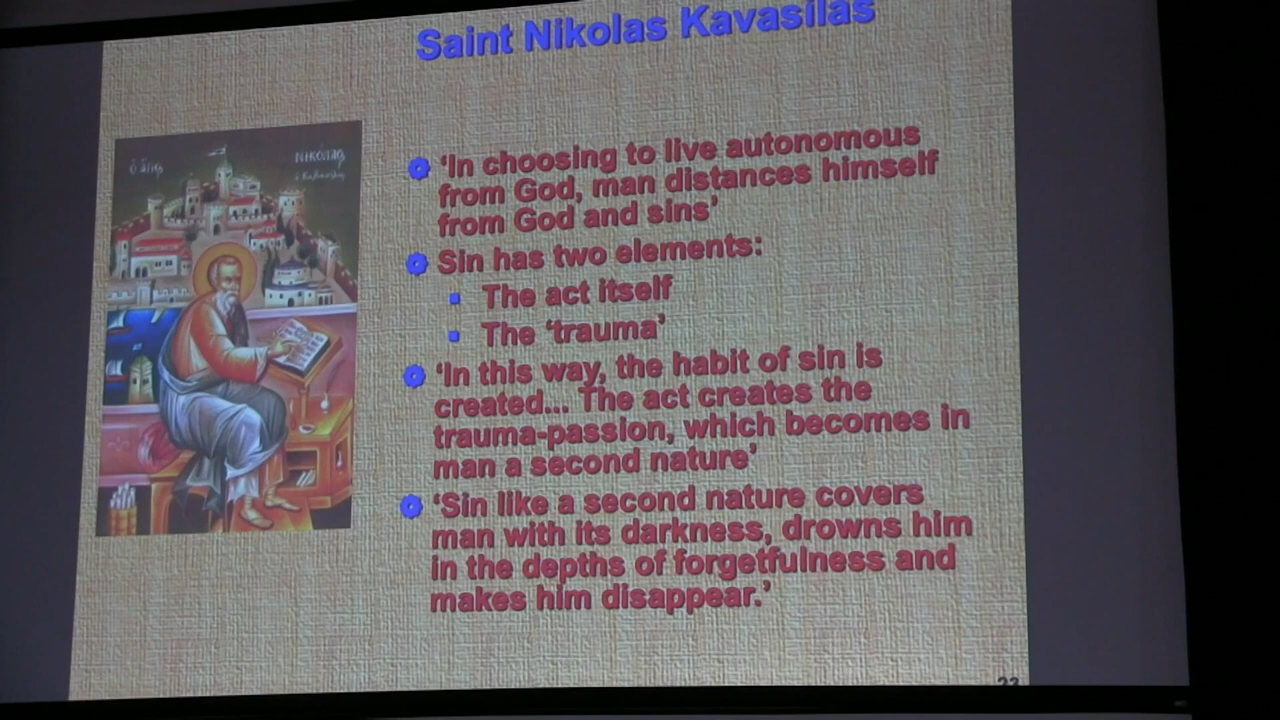 Saint Nikolas Kavasilas
ὁ ἅγιος
ΝΙΚΌΛΑΟς
‘In choosing to live autonomous
from God, man distances himself
from God and sins’
Sin has two elements:
The act itself
The ‘trauma’
‘In this way, the habit of sin is
created... The act creates the
trauma-passion, which becomes in
man a second nature’
‘Sin like a second nature covers
man with its darkness, drowns him
in the depths of forgetfulness and
makes him disappear.’
23